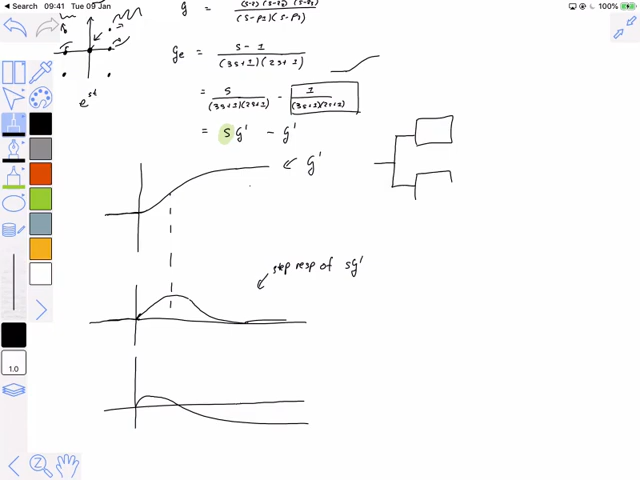 Search 09:41 Tue 09 Jan 100%
G (s-p1)(s-p2
e^st
Ge = s - 1 / (3s+1)(2s+1)
= s / (3s+1)(2s+1) - 1 / (3s+1)(2s+1)
= sG' - G'
G'
step resp of sG'
1.0